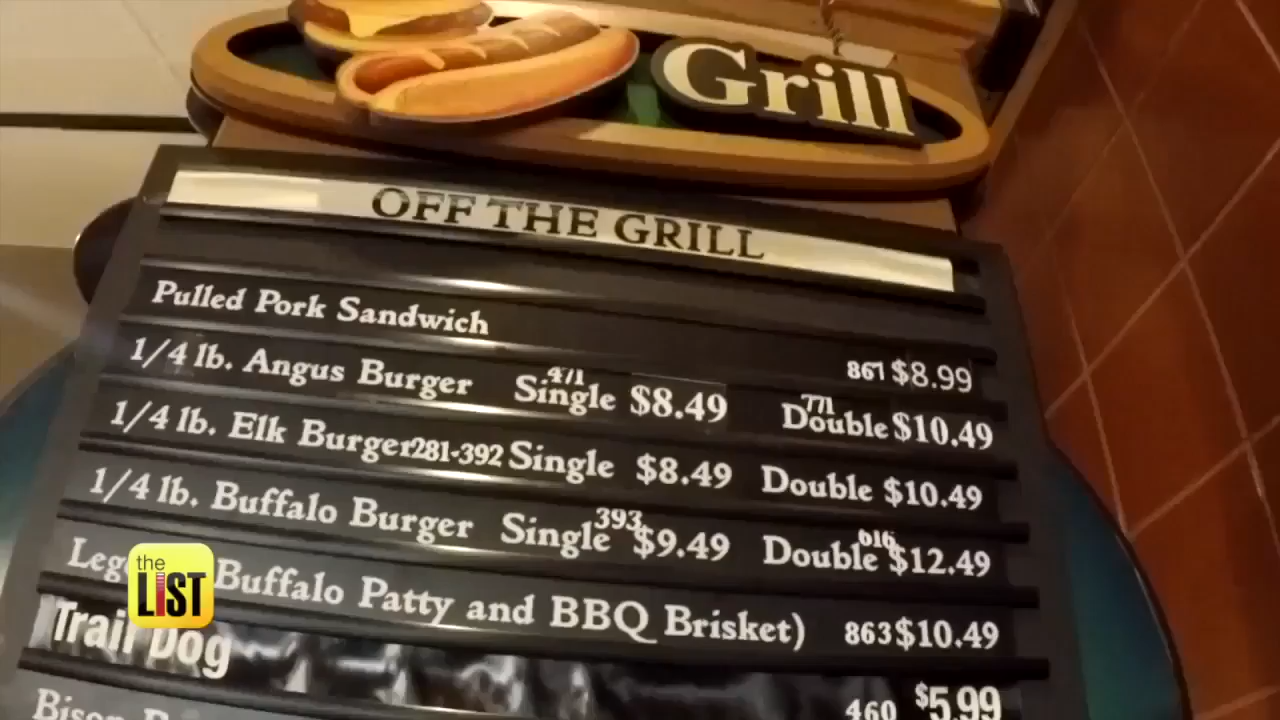 Grill
OFF THE GRILL
Pulled Pork Sandwich 867 $8.99
1/4 lb. Angus Burger Single 471 $8.49 Double 771 $10.49
1/4 lb. Elk Burger 281-392 Single $8.49 Double $10.49
1/4 lb. Buffalo Burger Single 393 $9.49 Double 616 $12.49
Buffalo Patty and BBQ Brisket) 863 $10.49
Trail Dog 460 $5.99
the
LIST